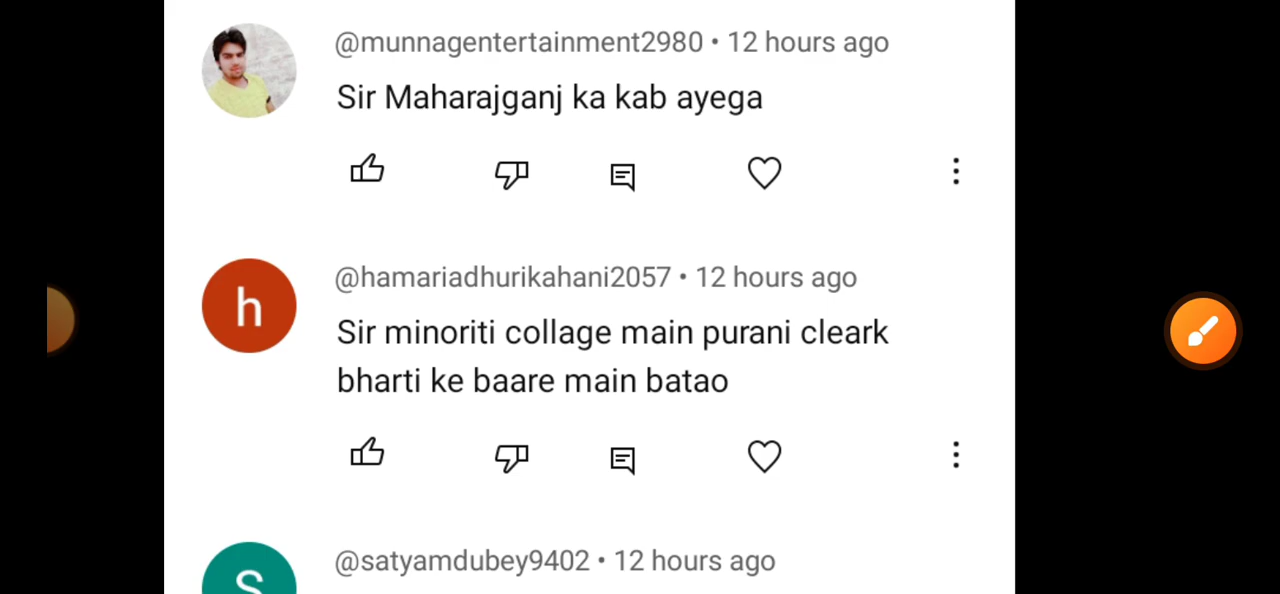 @munnagentertainment2980 • 12 hours ago
Sir Maharajganj ka kab ayega
h
@hamariadhurikahani2057 • 12 hours ago
Sir minoriti collage main purani cleark
bharti ke baare main batao
S
@satyamdubey9402 • 12 hours ago